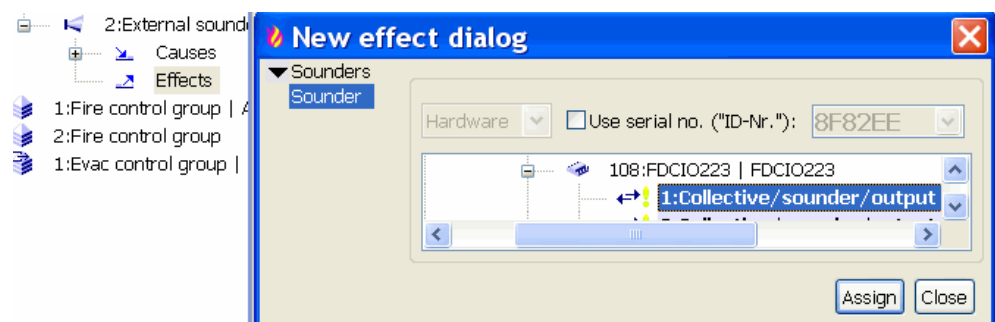 2:External sounde
Causes
Effects
1:Fire control group |
2:Fire control group
1:Evac control group |
New effect dialog
Sounders
Sounder
Hardware
Use serial no. ("ID-Nr."):
8F82EE
108:FDCIO223 | FDCIO223
1:Collective/sounder/output
Assign
Close